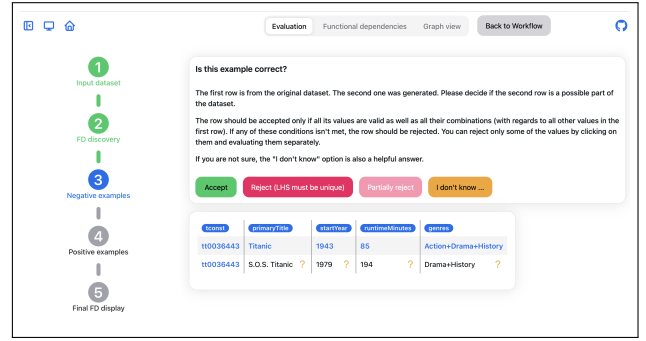 Evaluation Functional dependencies Graph view Back to Workflow
1
Input dataset
2
FD discovery
3
Negative examples
4
Positive examples
5
Final FD display
Is this example correct?
The first row is from the original dataset. The second one was generated. Please decide if the second row is a possible part of
the dataset.
The row should be accepted only if all its values are valid as well as all their combinations (with regards to all other values in the
first row). If any of these conditions isn't met, the row should be rejected. You can reject only some of the values by clicking on
them and evaluating them separately.
If you are not sure, the "I don't know" option is also a helpful answer.
Accept Reject (LHS must be unique) Partially reject I don't know ...
tconst primaryTitle startYear runtimeMinutes genres
tt0036443 Titanic 1943 85 Action+Drama+History
tt0036443 S.O.S. Titanic ? 1979 ? 194 ? Drama+History ?